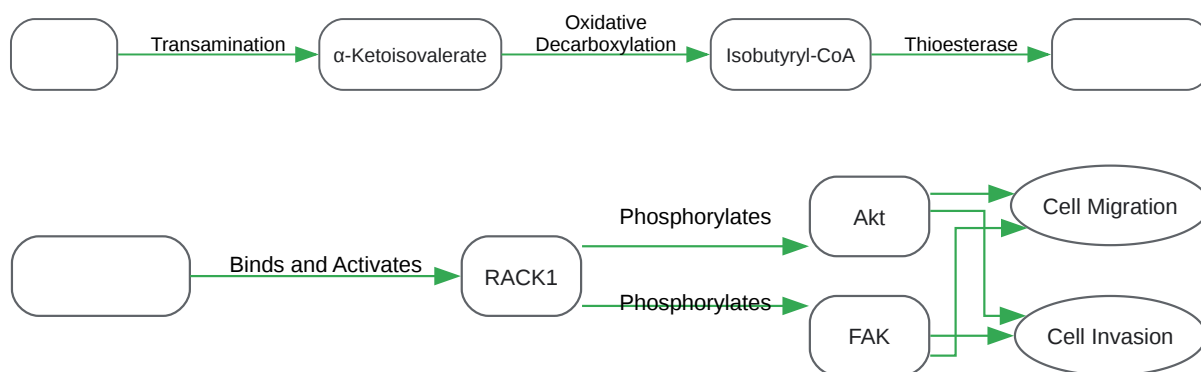 Transamination
α-Ketoisovalerate
Oxidative
Decarboxylation
Isobutyryl-CoA
Thioesterase
Binds and Activates
RACK1
Phosphorylates
Phosphorylates
Akt
FAK
Cell Migration
Cell Invasion